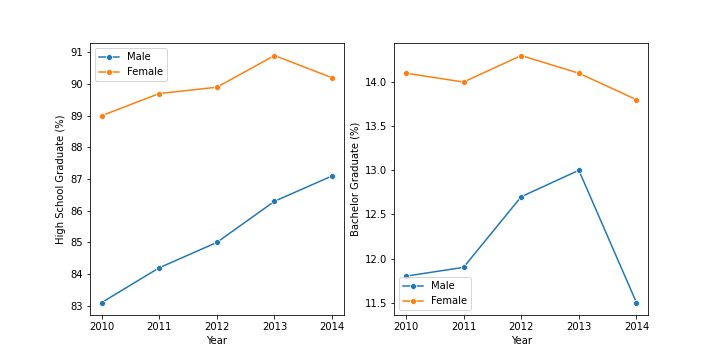 High School Graduate (%)
91
90
89
88
87
86
85
84
83
Male
Female
2010 2011 2012 2013 2014
Year
Bachelor Graduate (%)
14.0
13.5
13.0
12.5
12.0
11.5
Male
Female
2010 2011 2012 2013 2014
Year